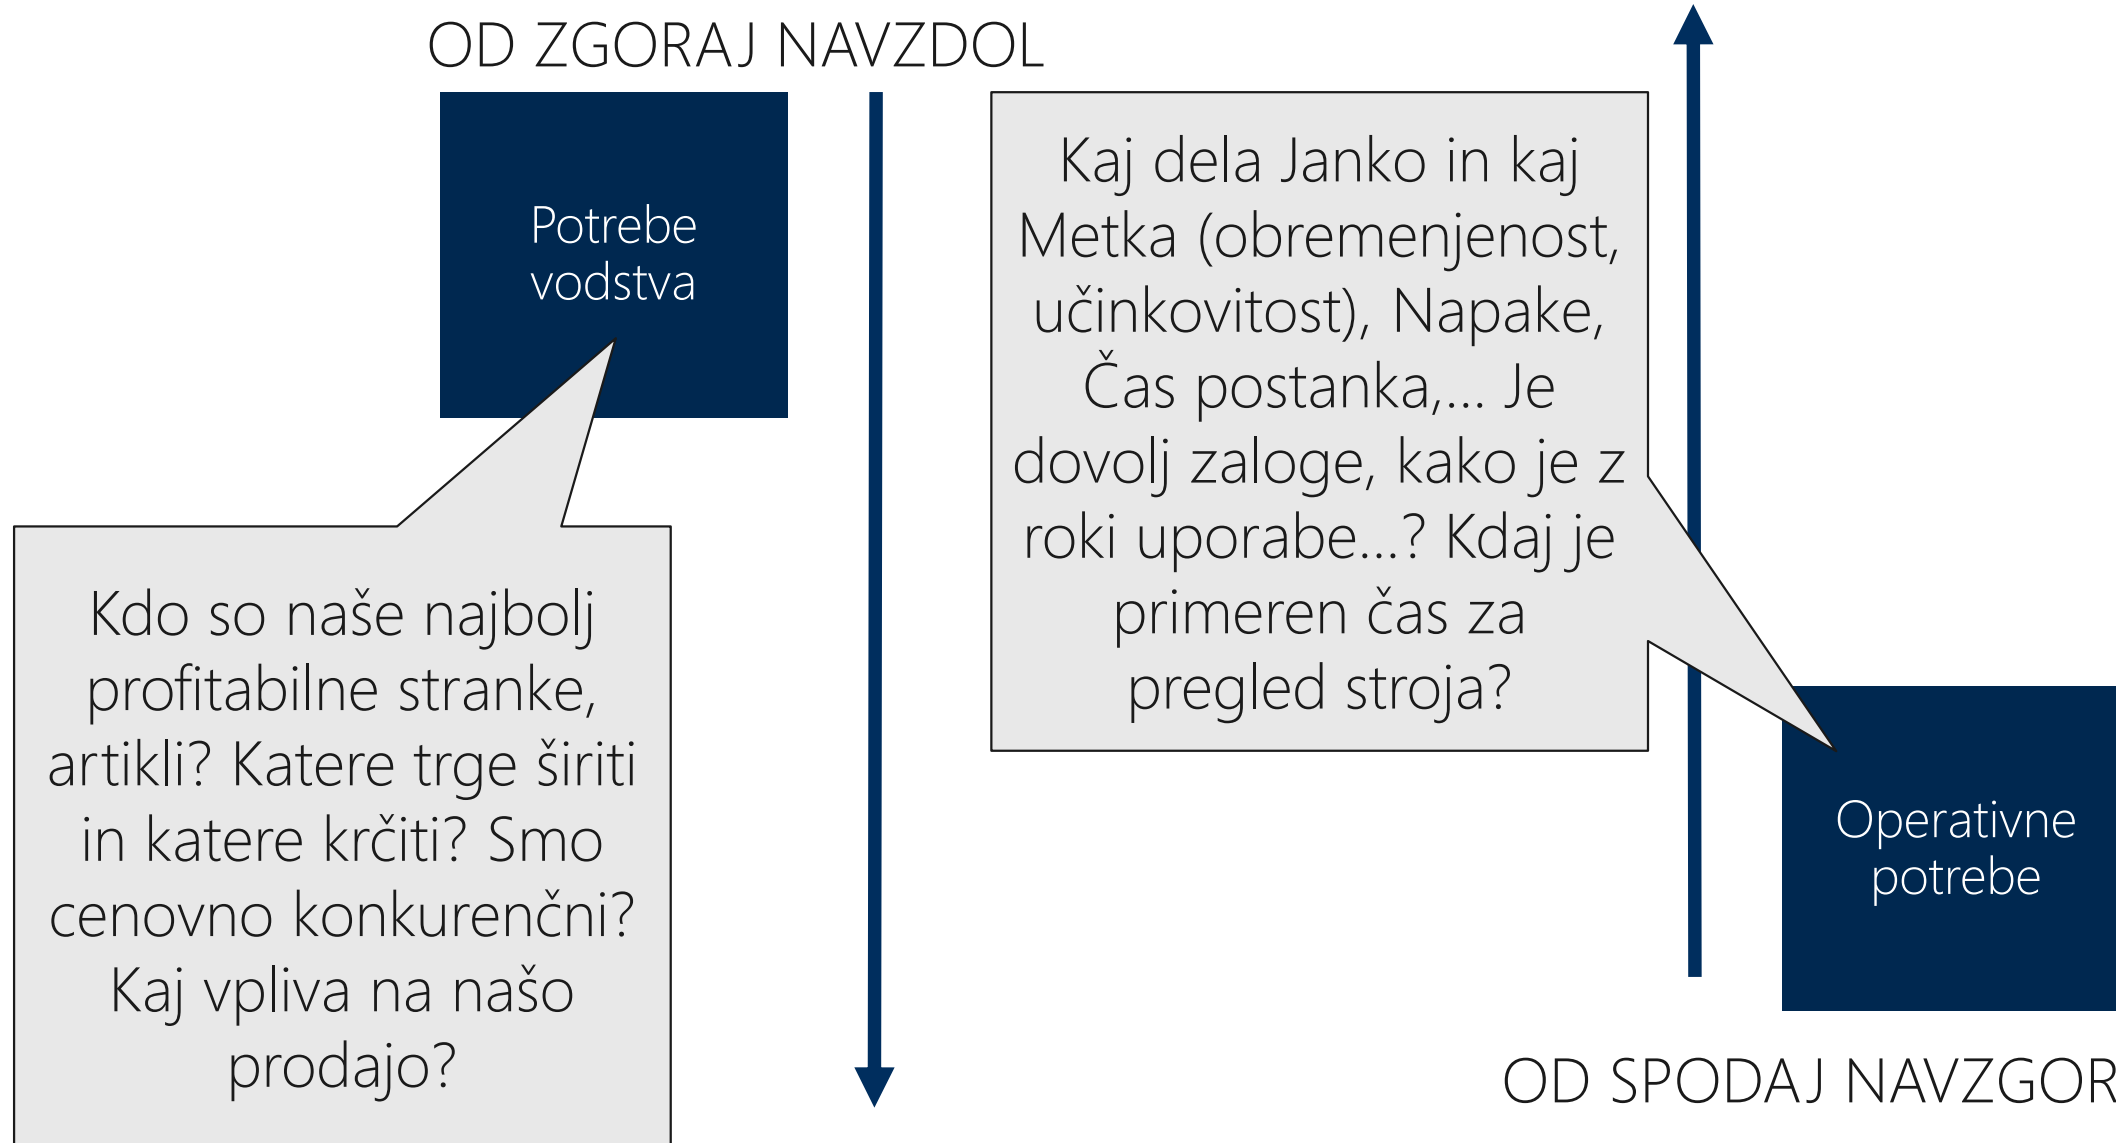 OD ZGORAJ NAVZDOL
Potrebe
vodstva
Kdo so naše najbolj
profitabilne stranke,
artikli? Katere trge širiti
in katere krčiti? Smo
cenovno konkurenčni?
Kaj vpliva na našo
prodajo?
Kaj dela Janko in kaj
Metka (obremenjenost,
učinkovitost), Napake,
Čas postanka,... Je
dovolj zaloge, kako je z
roki uporabe...? Kdaj je
primeren čas za
pregled stroja?
Operativne
potrebe
OD SPODAJ NAVZGOR